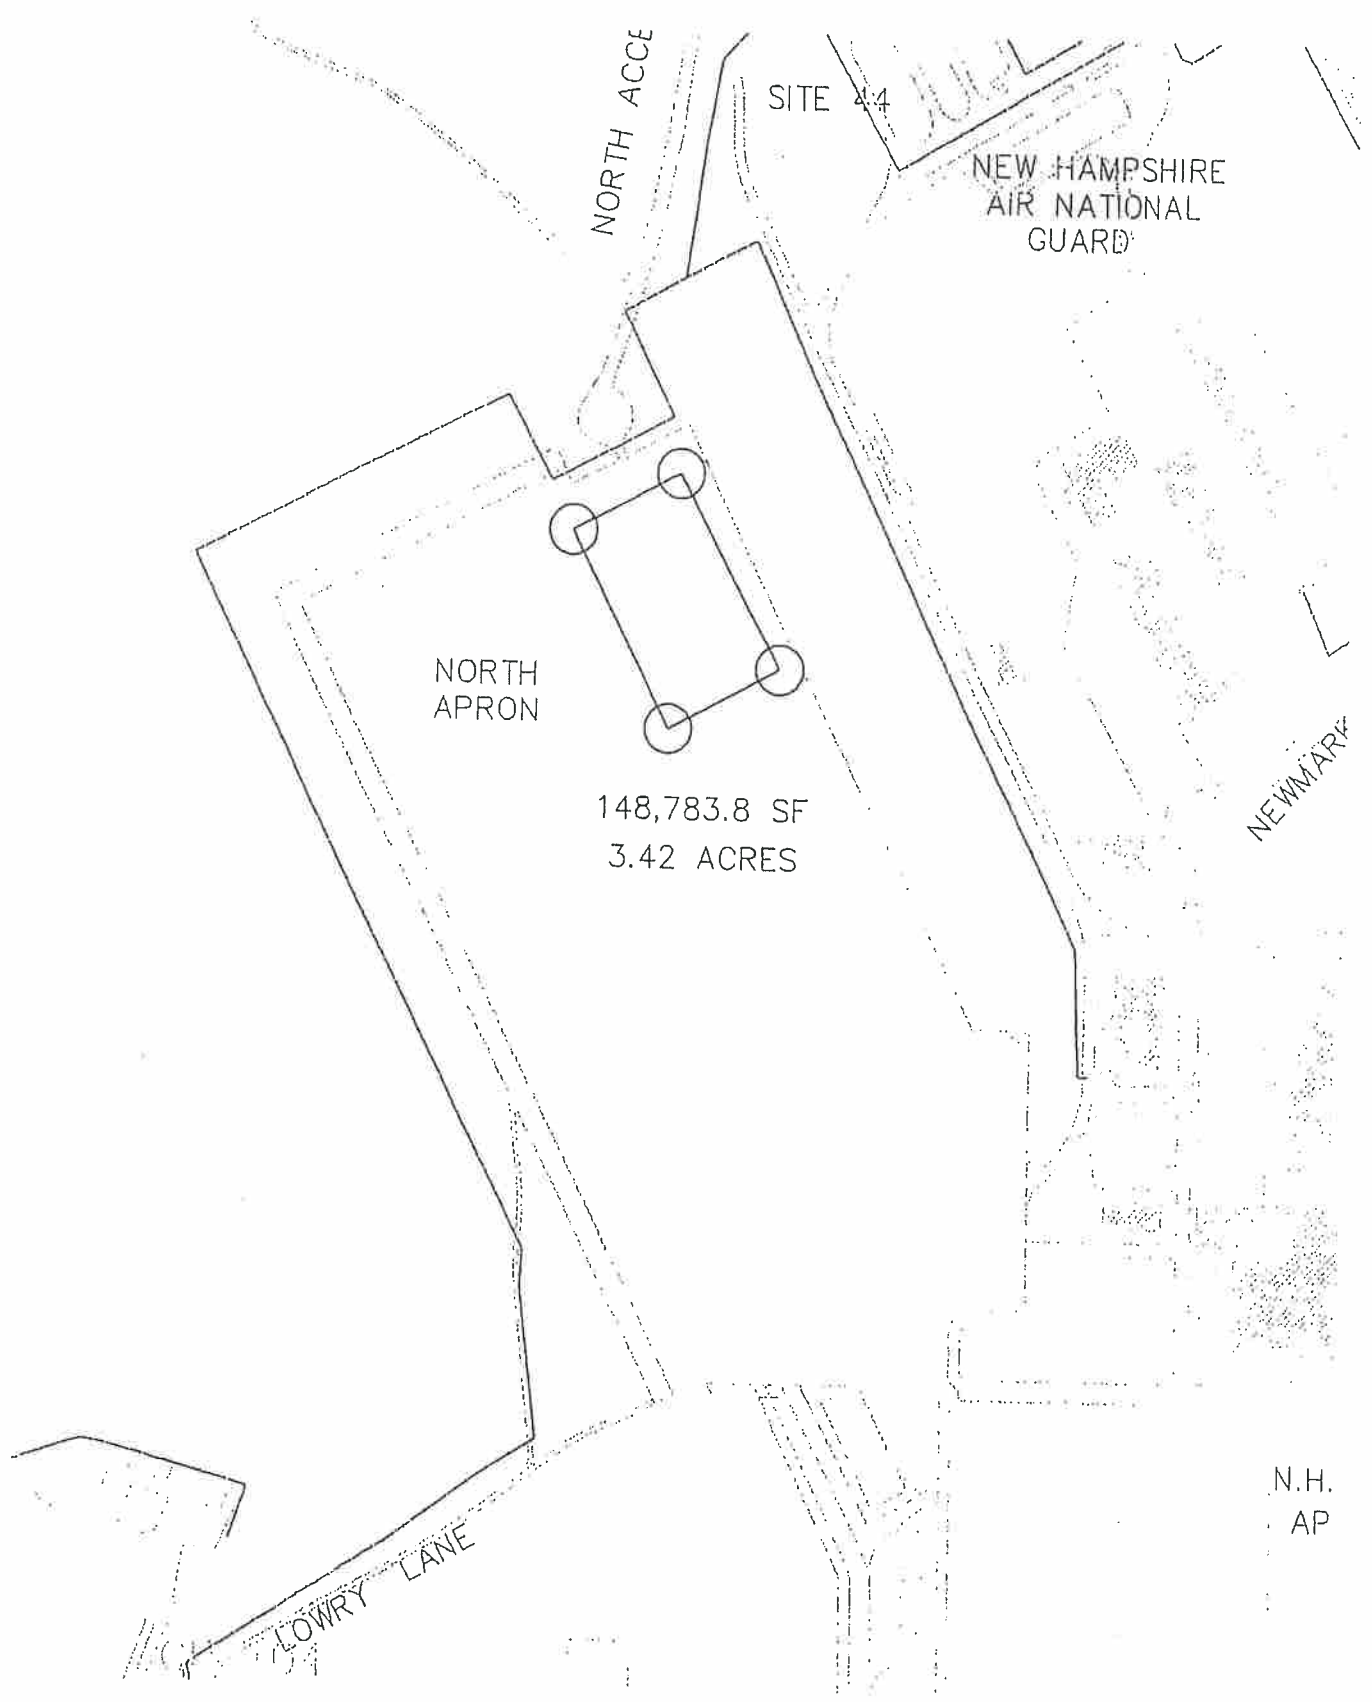 NORTH ACCE
SITE 44
NEW HAMPSHIRE
AIR NATIONAL
GUARD
NORTH
APRON
148,783.8 SF
3.42 ACRES
NEWMARK
N.H.
AP
LOWRY LANE